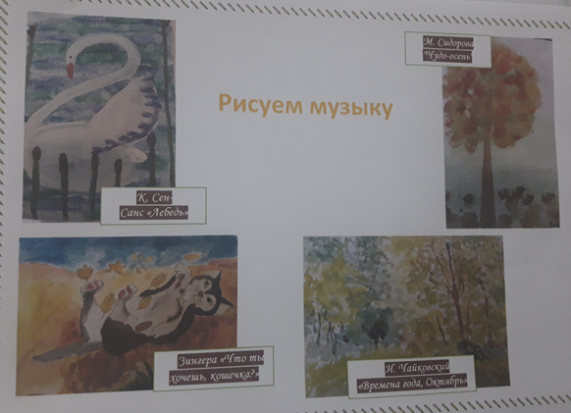 М. Сидорова
"Чудо-осень"
Рисуем музыку
К. Сен-
Санс «Лебедь»
Зингера «Что ты
хочешь, кошечка?»
И. Чайковский
«Времена года, Октябрь»